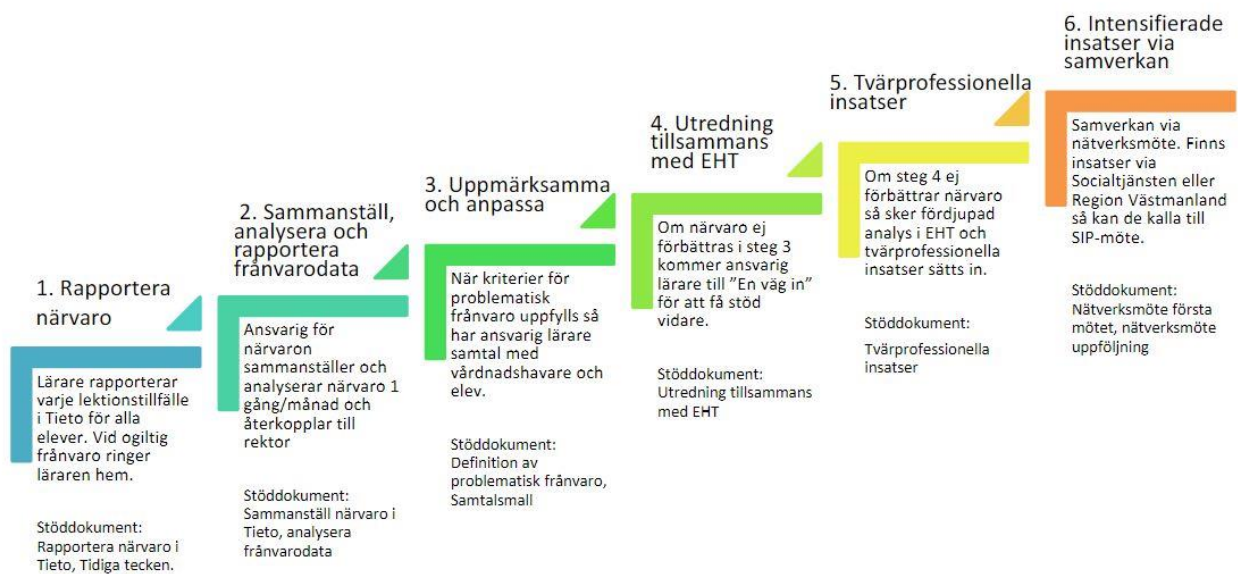 1. Rapportera
närvaro
Lärare rapporterar
varje lektionstillfälle
i Tieto för alla
elever. Vid ogiltig
frånvaro ringer
läraren hem.
Stöddokument:
Rapportera närvaro i
Tieto, Tidiga tecken.
2. Sammanställ,
analysera och
rapportera
frånvarodata
Ansvarig för
närvaron
sammanställer och
analyserar närvaro 1
gång/månad och
återkopplar till
rektor
Stöddokument:
Sammanställ närvaro i
Tieto, analysera
frånvarodata
3. Uppmärksamma
och anpassa
När kriterier för
problematisk
frånvaro uppfylls så
har ansvarig lärare
samtal med
vårdnadshavare och
elev.
Stöddokument:
Definition av
problematisk frånvaro,
Samtalsmall
4. Utredning
tillsammans
med EHT
Om närvaro ej
förbättras i steg 3
kommer ansvarig
lärare till ”En väg in”
för att få stöd
vidare.
Stöddokument:
Utredning tillsammans
med EHT
5. Tvärprofessionella
insatser
Om steg 4 ej
förbättrar närvaro
så sker fördjupad
analys i EHT och
tvärprofessionella
insatser sätts in.
Stöddokument:
Tvärprofessionella
insatser
6. Intensifierade
insatser via
samverkan
Samverkan via
nätverksmöte. Finns
insatser via
Socialtjänsten eller
Region Västmanland
så kan de kalla till
SIP-möte.
Stöddokument:
Nätverksmöte första
mötet, nätverksmöte
uppföljning